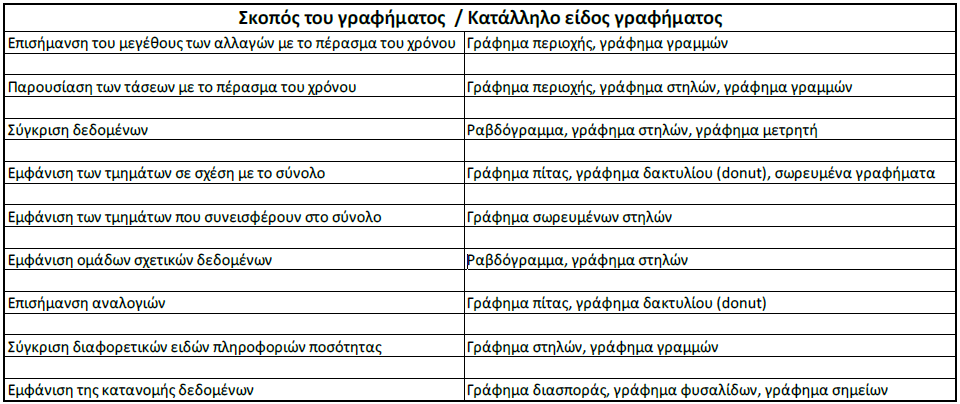 Σκοπός του γραφήματος / Κατάλληλο είδος γραφήματος
Επισήμανση του μεγέθους των αλλαγών με το πέρασμα του χρόνου Γράφημα περιοχής, γράφημα γραμμών
Παρουσίαση των τάσεων με το πέρασμα του χρόνου Γράφημα περιοχής, γράφημα στηλών, γράφημα γραμμών
Σύγκριση δεδομένων Ραβδόγραμμα, γράφημα στηλών, γράφημα μετρητή
Εμφάνιση των τμημάτων σε σχέση με το σύνολο Γράφημα πίτας, γράφημα δακτυλίου (donut), σωρευμένα γραφήματα
Εμφάνιση των τμημάτων που συνεισφέρουν στο σύνολο Γράφημα σωρευμένων στηλών
Εμφάνιση ομάδων σχετικών δεδομένων Ραβδόγραμμα, γράφημα στηλών
Επισήμανση αναλογιών Γράφημα πίτας, γράφημα δακτυλίου (donut)
Σύγκριση διαφορετικών ειδών πληροφοριών ποσότητας Γράφημα στηλών, γράφημα γραμμών
Εμφάνιση της κατανομής δεδομένων Γράφημα διασποράς, γράφημα φυσαλίδων, γράφημα σημείων